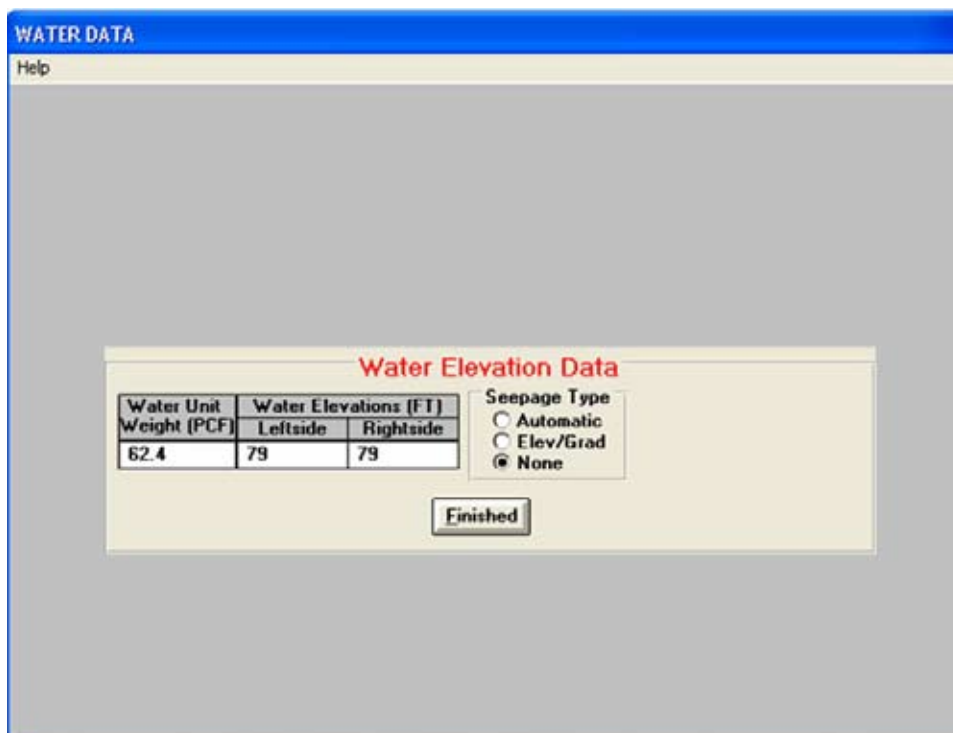 WATER DATA
Help
Water Elevation Data
Water Unit Weight (PCF)
Water Elevations (FT)
Leftside Rightside
62.4 79 79
Seepage Type
Automatic
Elev/Grad
None
Finished